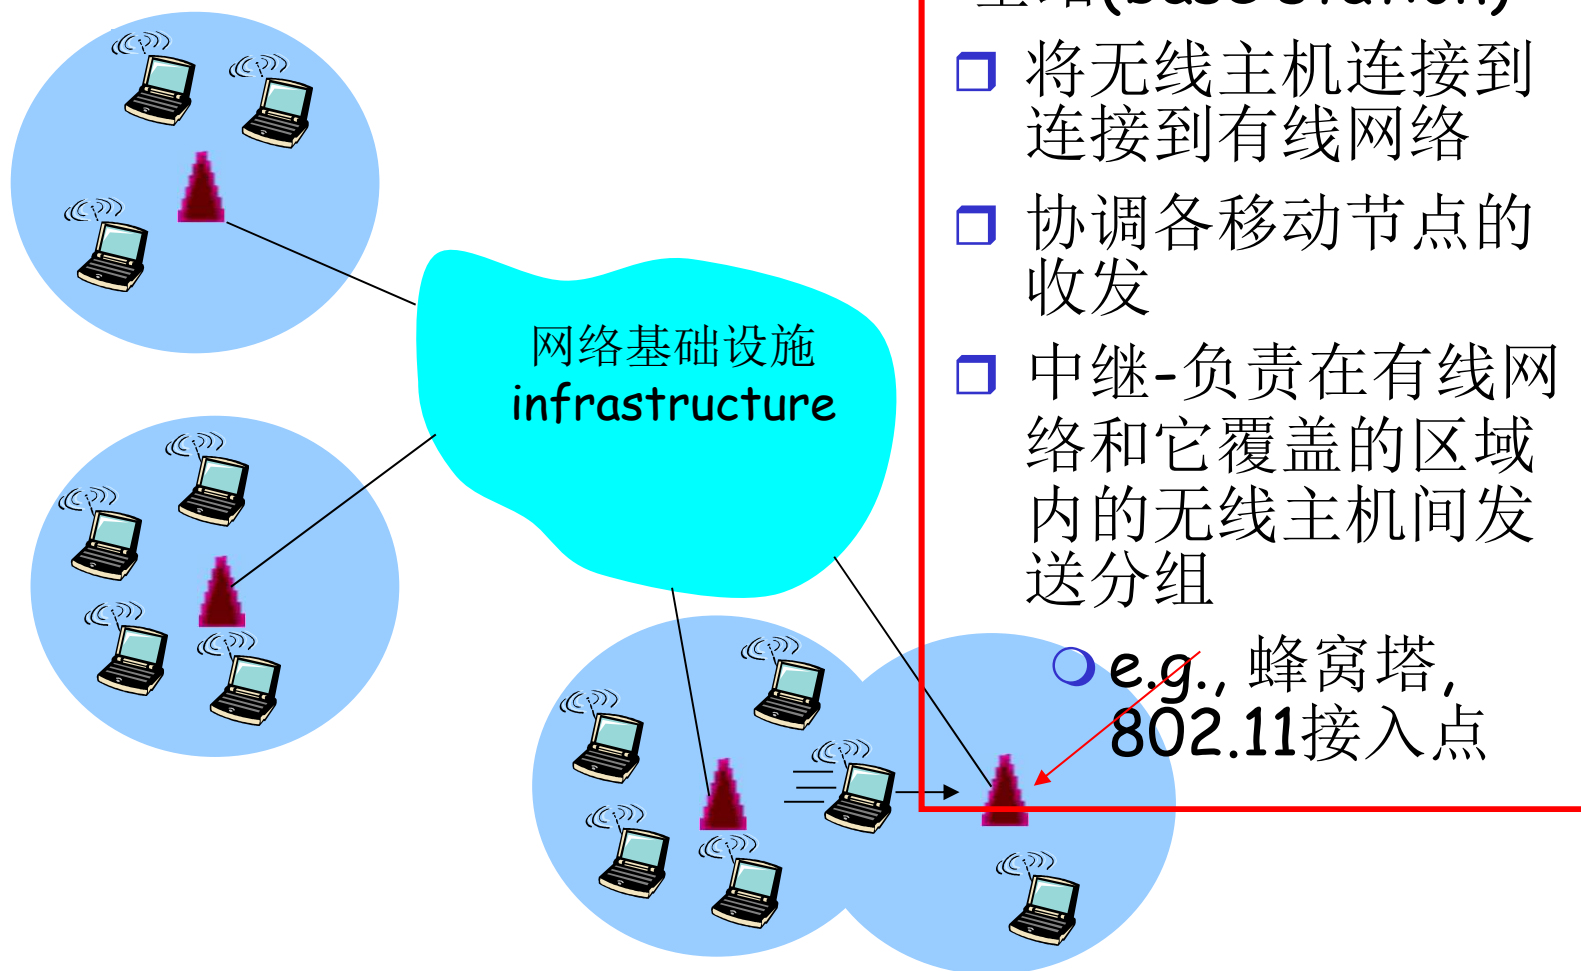 网络基础设施
infrastructure
(base station)
将无线主机连接到
连接到有线网络
协调各移动节点的
收发
中继-负责在有线网
络和它覆盖的区域
内的无线主机间发
送分组
e.g., 蜂窝塔,
802.11接入点